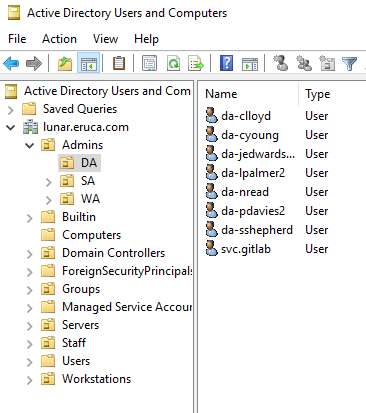 Active Directory Users and Computers
File Action View Help
Active Directory Users and Com
Saved Queries
lunar.eruca.com
Admins
DA
SA
WA
Builtin
Computers
Domain Controllers
ForeignSecurityPrincipals
Groups
Managed Service Accour
Servers
Staff
Users
Workstations
Name Type
da-clloyd User
da-cyoung User
da-jedwards... User
da-lpalmer2 User
da-nread User
da-pdavies2 User
da-sshepherd User
svc.gitlab User